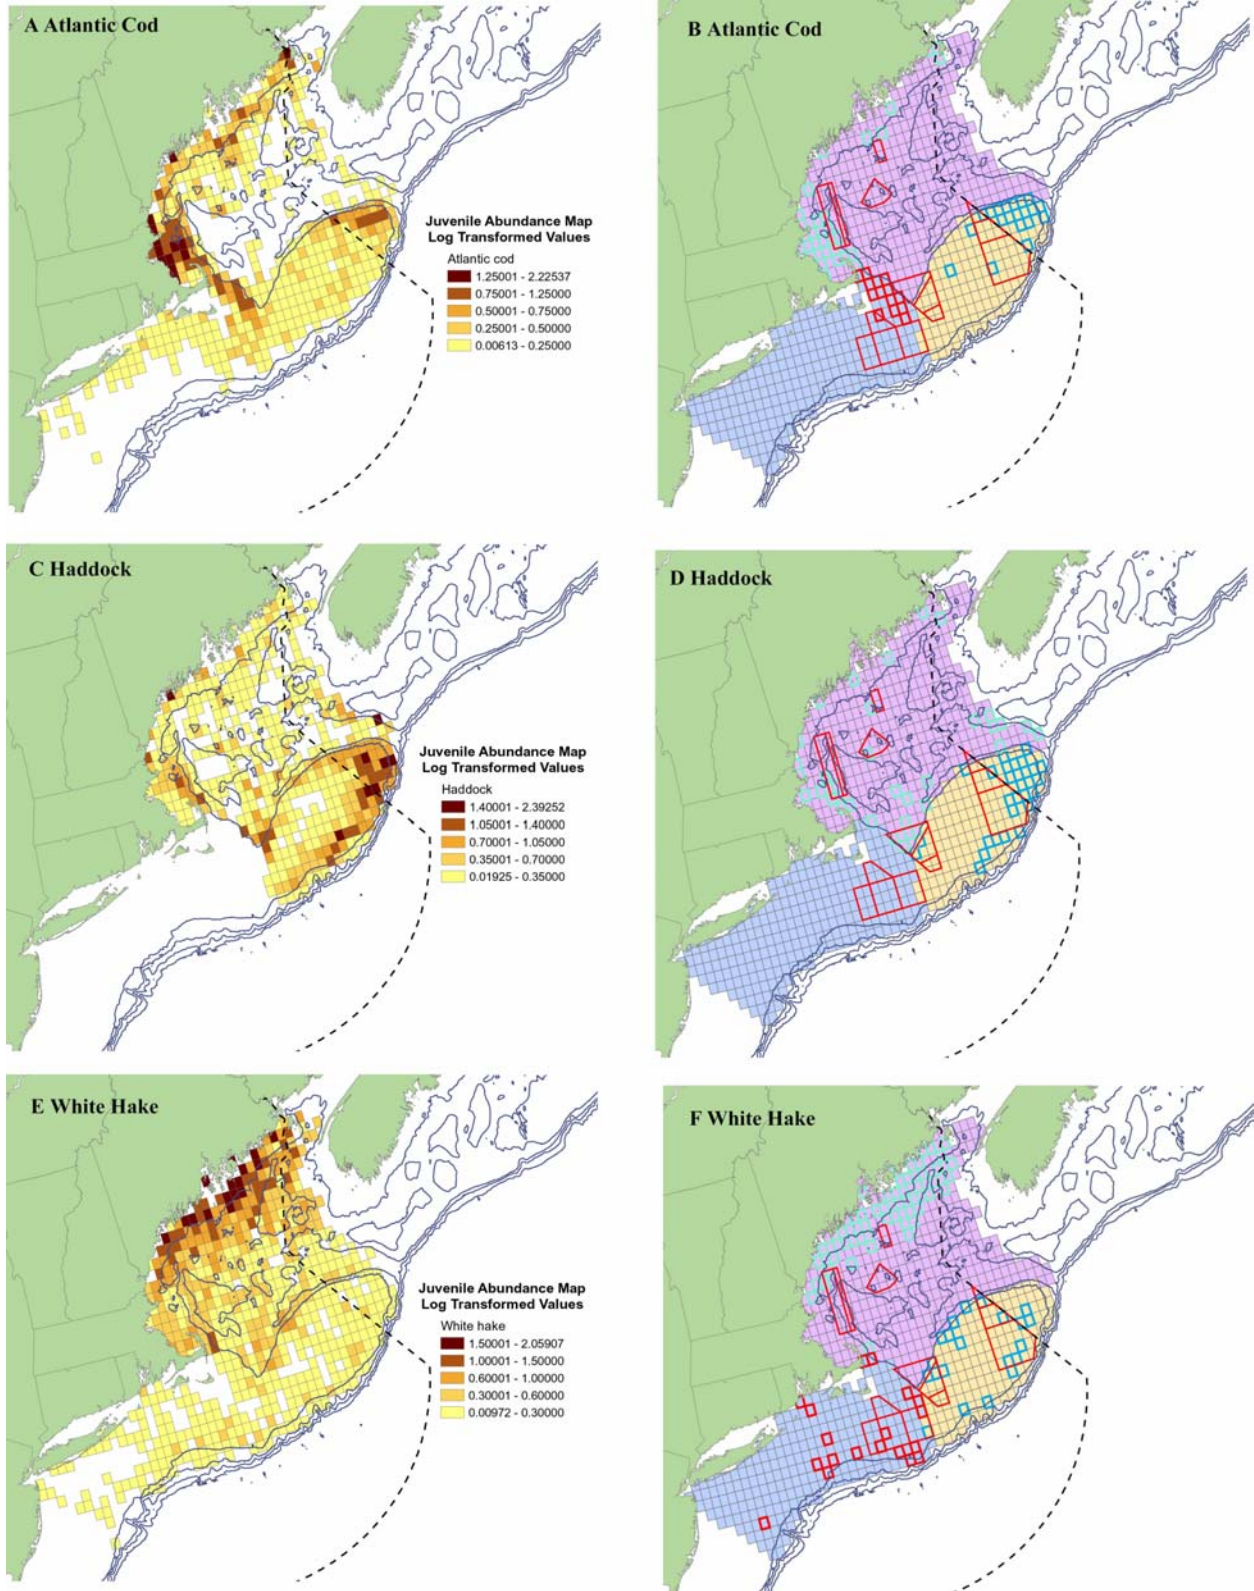 A Atlantic Cod
Juvenile Abundance Map
Log Transformed Values
Atlantic cod
1.25001 - 2.22537
0.75001 - 1.25000
0.50001 - 0.75000
0.25001 - 0.50000
0.00613 - 0.25000
B Atlantic Cod
C Haddock
Juvenile Abundance Map
Log Transformed Values
Haddock
1.40001 - 2.39252
1.05001 - 1.40000
0.70001 - 1.05000
0.35001 - 0.70000
0.01925 - 0.35000
D Haddock
E White Hake
Juvenile Abundance Map
Log Transformed Values
White hake
1.50001 - 2.05907
1.00001 - 1.50000
0.60001 - 1.00000
0.30001 - 0.60000
0.00972 - 0.30000
F White Hake